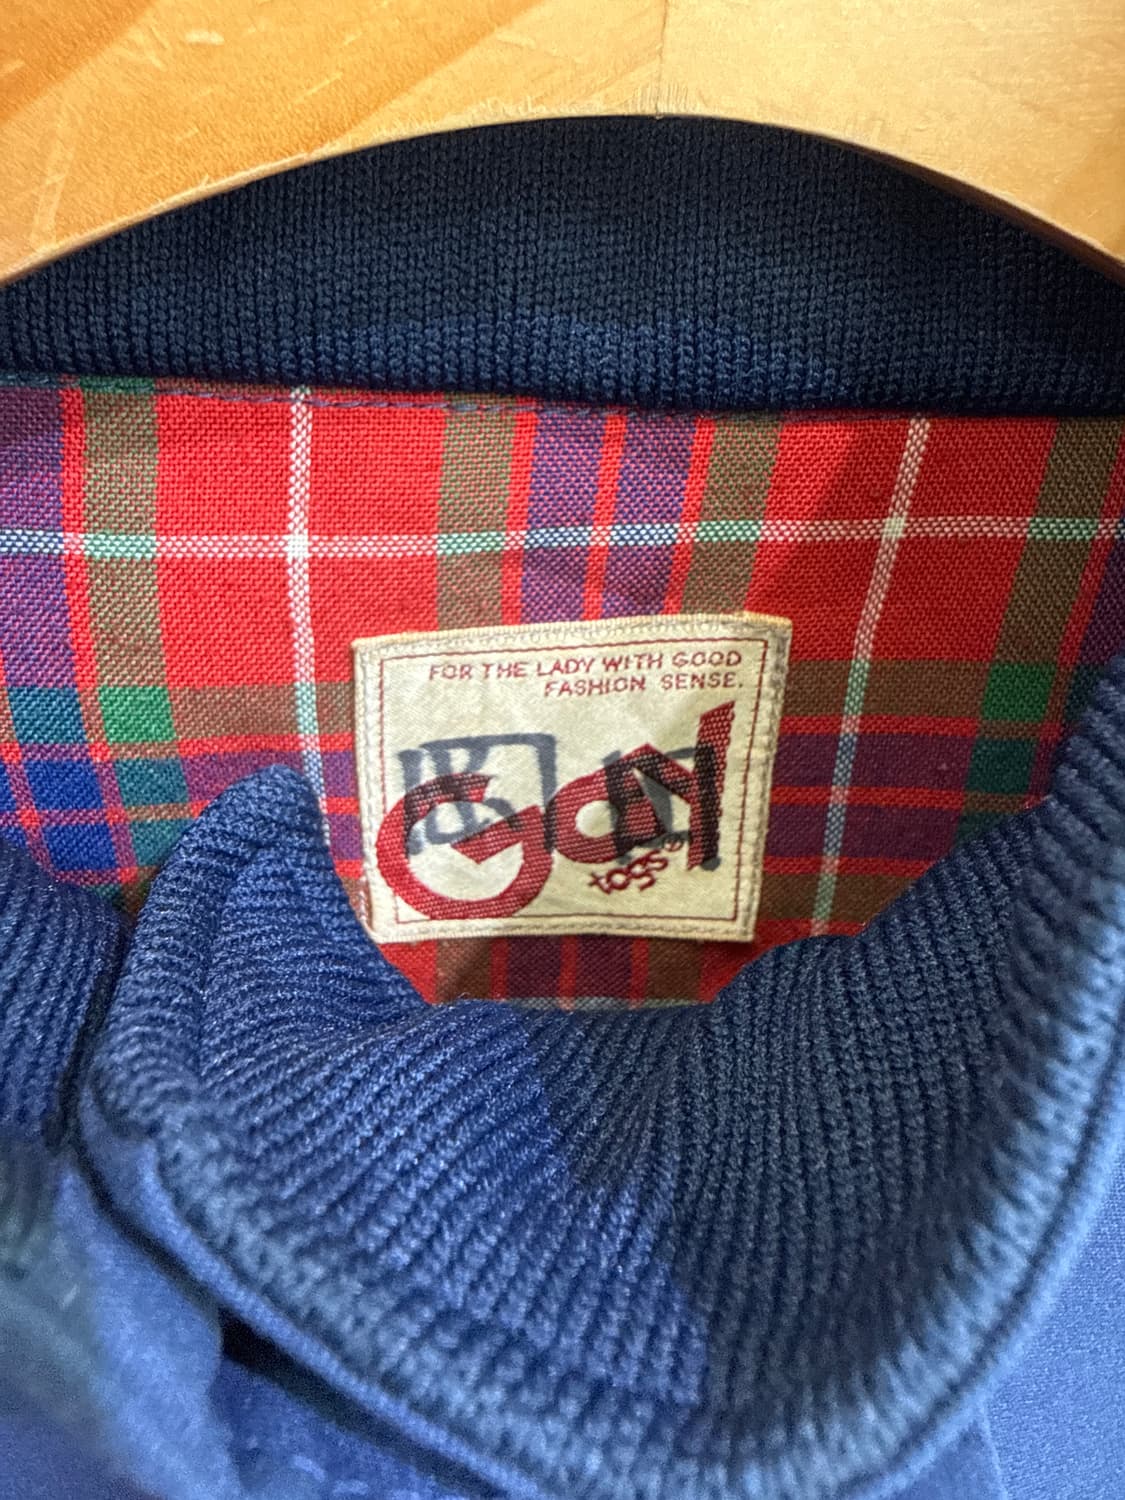 FOR THE LADY WITH GOOD
FASHION SENSE.
Gay
togs